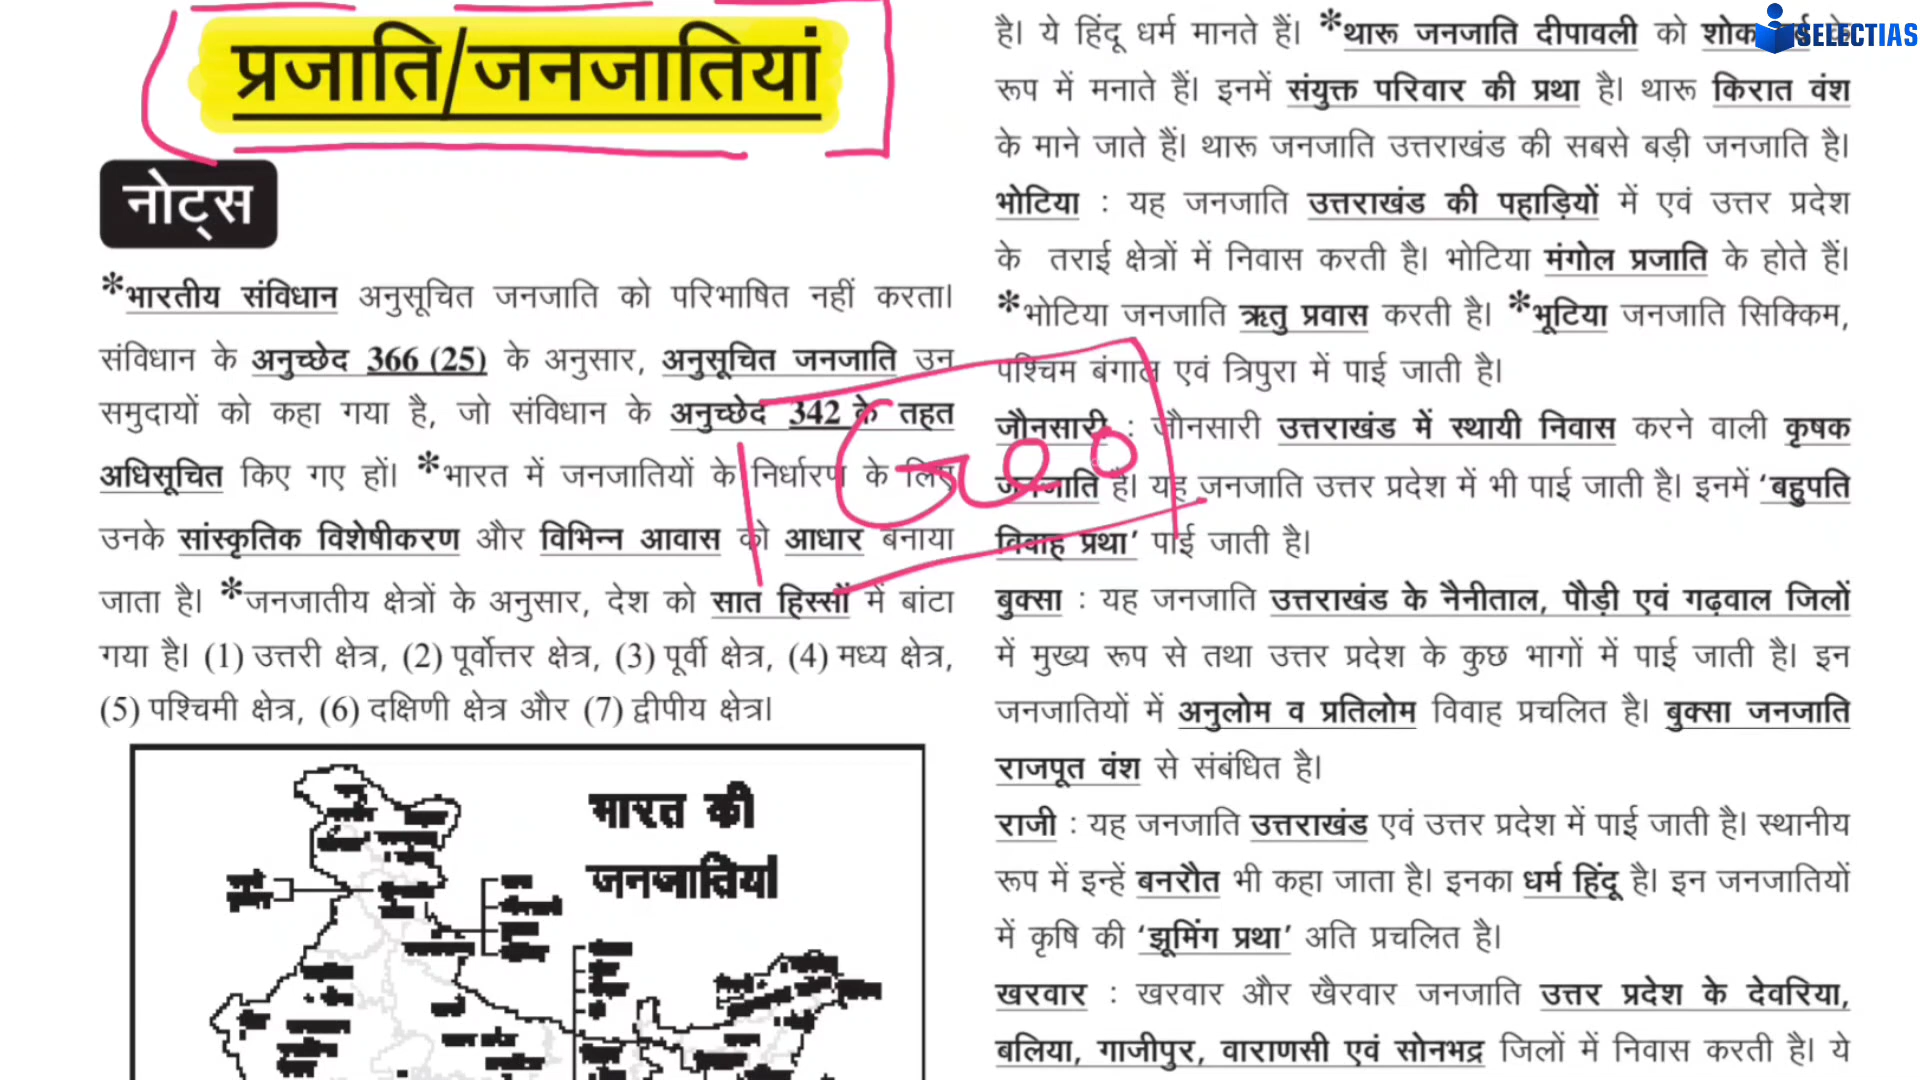 प्रजाति/जनजातियां
नोट्स
*भारतीय संविधान अनुसूचित जनजाति को परिभाषित नहीं करता।
संविधान के अनुच्छेद 366 (25) के अनुसार, अनुसूचित जनजाति उन
समुदायों को कहा गया है, जो संविधान के अनुच्छेद 342 के तहत
अधिसूचित किए गए हों। *भारत में जनजातियों के निर्धारण के लिए
उनके सांस्कृतिक विशेषीकरण और विभिन्न आवास को आधार बनाया
जाता है। *जनजातीय क्षेत्रों के अनुसार, देश को सात हिस्सों में बांटा
गया है। (1) उत्तरी क्षेत्र, (2) पूर्वोत्तर क्षेत्र, (3) पूर्वी क्षेत्र, (4) मध्य क्षेत्र,
(5) पश्चिमी क्षेत्र, (6) दक्षिणी क्षेत्र और (7) द्वीपीय क्षेत्र।
भारत की
जनजातियां
SELECTIAS
है। ये हिंदू धर्म मानते हैं। *थारू जनजाति दीपावली को
रूप में मनाते हैं। इनमें संयुक्त परिवार की प्रथा है। थारू किरात वंश
के माने जाते हैं। थारू जनजाति उत्तराखंड की सबसे बड़ी जनजाति है।
भोटिया : यह जनजाति उत्तराखंड की पहाड़ियों में एवं उत्तर प्रदेश
के तराई क्षेत्रों में निवास करती है। भोटिया मंगोल प्रजाति के होते हैं।
*भोटिया जनजाति ऋतु प्रवास करती है। *भूटिया जनजाति सिक्किम,
पश्चिम बंगाल एवं त्रिपुरा में पाई जाती है।
जौनसारी : जौनसारी उत्तराखंड में स्थायी निवास करने वाली कृषक
जनजाति है। यह जनजाति उत्तर प्रदेश में भी पाई जाती है। इनमें ‘बहुपति
विवाह प्रथा’ पाई जाती है।
बुक्सा : यह जनजाति उत्तराखंड के नैनीताल, पौड़ी एवं गढ़वाल जिलों
में मुख्य रूप से तथा उत्तर प्रदेश के कुछ भागों में पाई जाती है। इन
जनजातियों में अनुलोम व प्रतिलोम विवाह प्रचलित है। बुक्सा जनजाति
राजपूत वंश से संबंधित है।
राजी : यह जनजाति उत्तराखंड एवं उत्तर प्रदेश में पाई जाती है। स्थानीय
रूप में इन्हें बनरौत भी कहा जाता है। इनका धर्म हिंदू है। इन जनजातियों
में कृषि की ‘झूमिंग प्रथा’ अति प्रचलित है।
खरवार : खरवार और खैरवार जनजाति उत्तर प्रदेश के देवरिया,
बलिया, गाजीपुर, वाराणसी एवं सोनभद्र जिलों में निवास करती है। ये